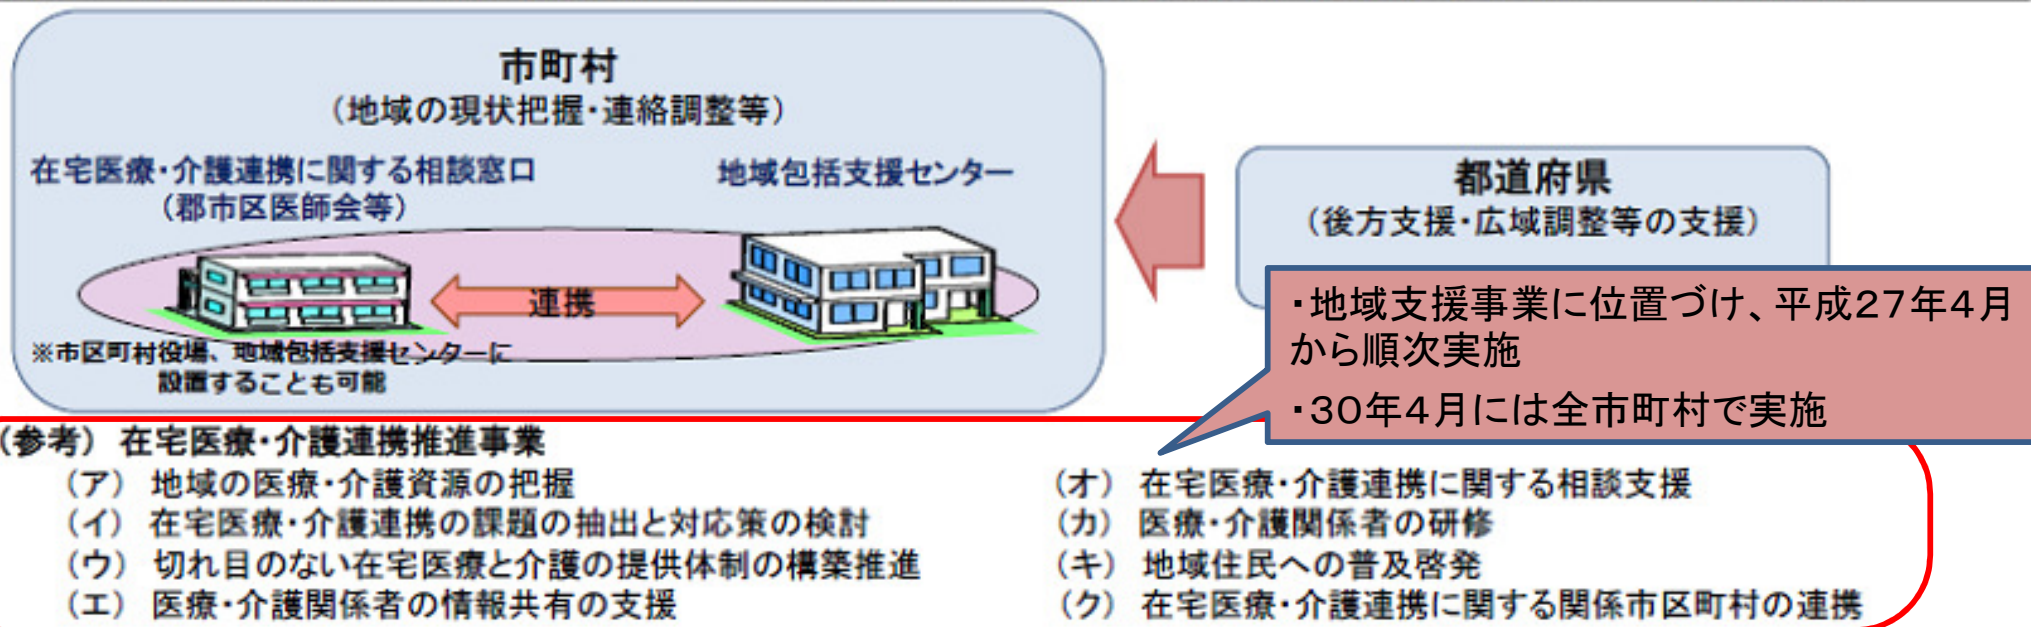 市町村
（地域の現状把握・連絡調整等）
在宅医療・介護連携に関する相談窓口
（郡市区医師会等）
地域包括支援センター
連携
※市区町村役場、地域包括支援センターに
設置することも可能
都道府県
（後方支援・広域調整等の支援）
・地域支援事業に位置づけ、平成２７年４月
から順次実施
・３０年４月には全市町村で実施
（参考） 在宅医療・介護連携推進事業
（ア） 地域の医療・介護資源の把握
（イ） 在宅医療・介護連携の課題の抽出と対応策の検討
（ウ） 切れ目のない在宅医療と介護の提供体制の構築推進
（エ） 医療・介護関係者の情報共有の支援
（オ） 在宅医療・介護連携に関する相談支援
（カ） 医療・介護関係者の研修
（キ） 地域住民への普及啓発
（ク） 在宅医療・介護連携に関する関係市区町村の連携